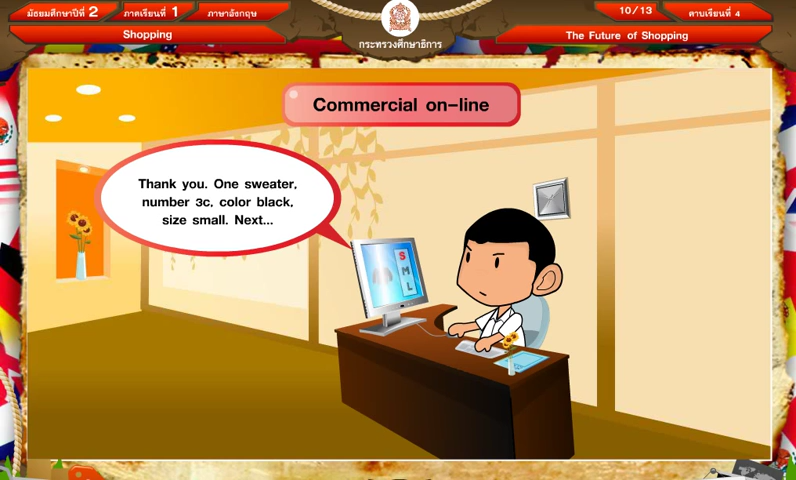 มัธยมศึกษาปีที่ 2
ภาคเรียนที่ 1
ภาษาอังกฤษ
10/13
คาบเรียนที่ 4
Shopping
กระทรวงศึกษาธิการ
The Future of Shopping
Commercial on-line
Thank you. One sweater,
number 3c, color black,
size small. Next...
S
M
L